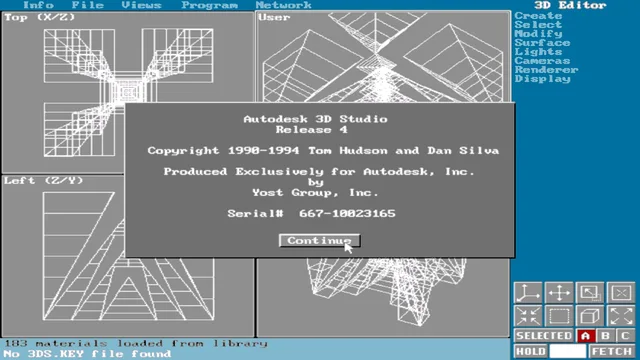 Info File Views Program Network 3D Editor
Top (X/Z)
User
Create
Select
Modify
Surface
Lights
Cameras
Renderer
Display
Autodesk 3D Studio
Release 4
Copyright 1990-1994 Tom Hudson and Dan Silva
Produced Exclusively for Autodesk, Inc.
by
Yost Group, Inc.
Serial# 667-10023165
Continue
Left (Z/Y)
SELECTED A B C
HOLD FETCH
183 materials loaded from library
No 3DS.KEY file found